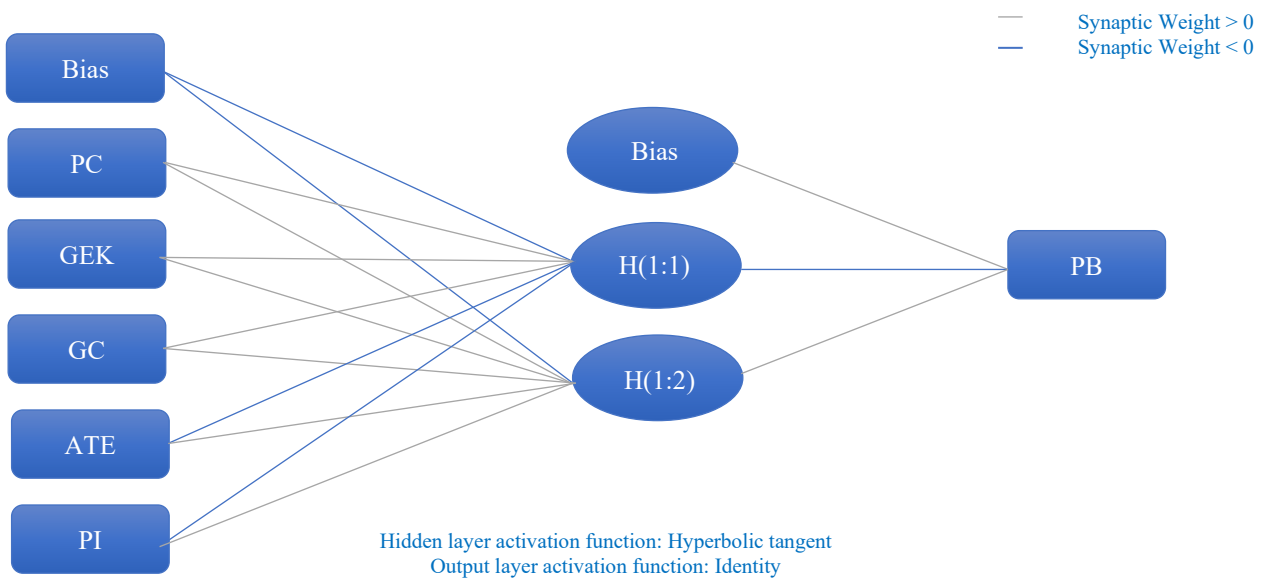 Synaptic Weight > 0
Synaptic Weight < 0
Bias
PC
GEK
GC
ATE
PI
Bias
H(1:1)
H(1:2)
PB
Hidden layer activation function: Hyperbolic tangent
Output layer activation function: Identity